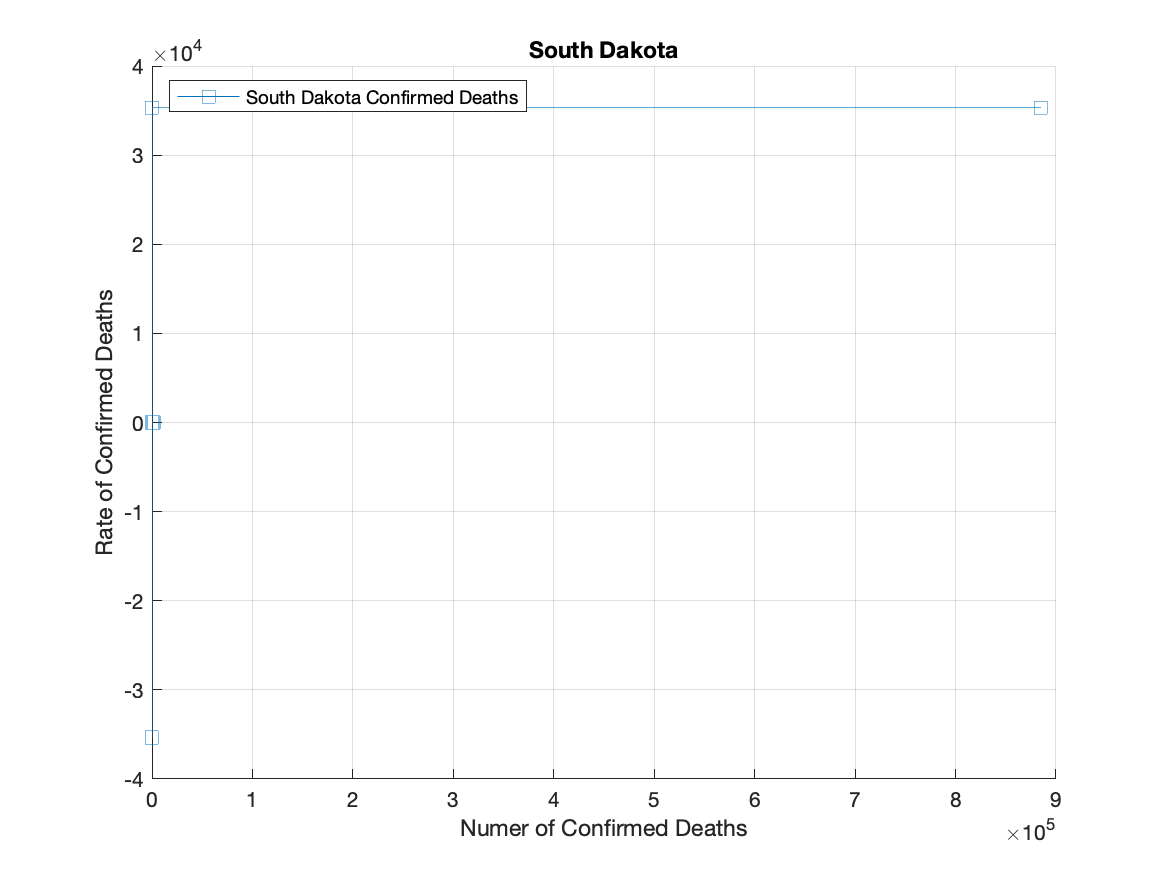 South Dakota
×10⁴
South Dakota Confirmed Deaths
4
3
2
1
0
-1
-2
-3
-4
Rate of Confirmed Deaths
0 1 2 3 4 5 6 7 8 9
Numer of Confirmed Deaths
×10⁵